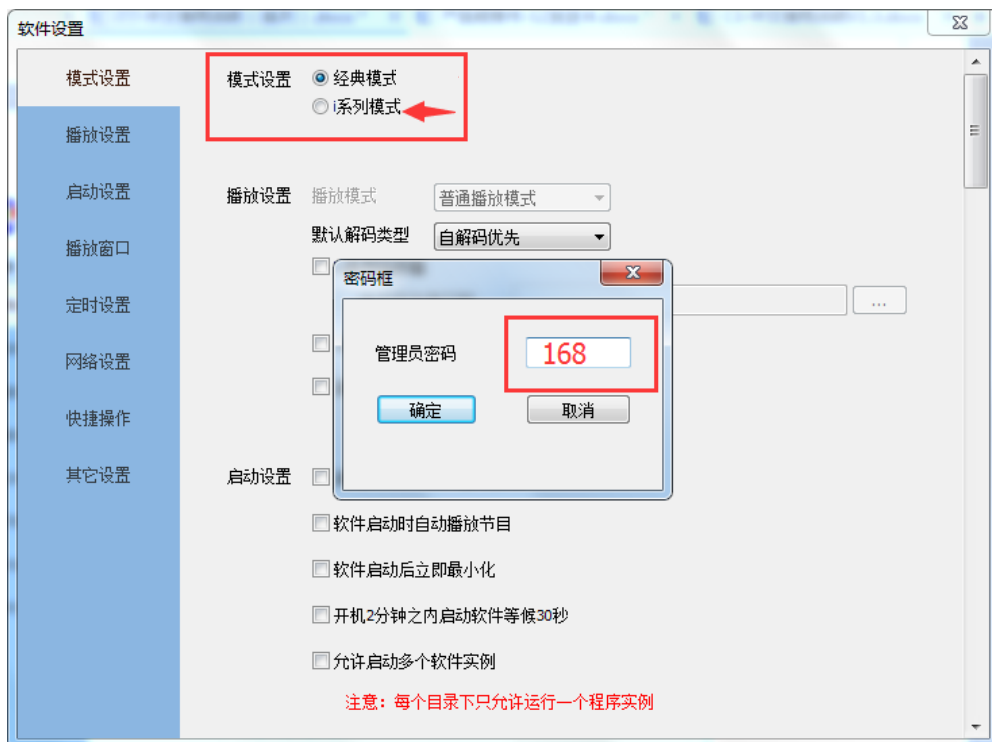 软件设置
模式设置
播放设置
启动设置
播放窗口
定时设置
网络设置
快捷操作
其它设置
模式设置
经典模式
i系列模式
播放设置
播放模式
普通播放模式
默认解码类型
自解码优先
...
密码框
管理员密码
168
确定
取消
启动设置
软件启动时自动播放节目
软件启动后立即最小化
开机2分钟之内启动软件等候30秒
允许启动多个软件实例
注意：每个目录下只允许运行一个程序实例